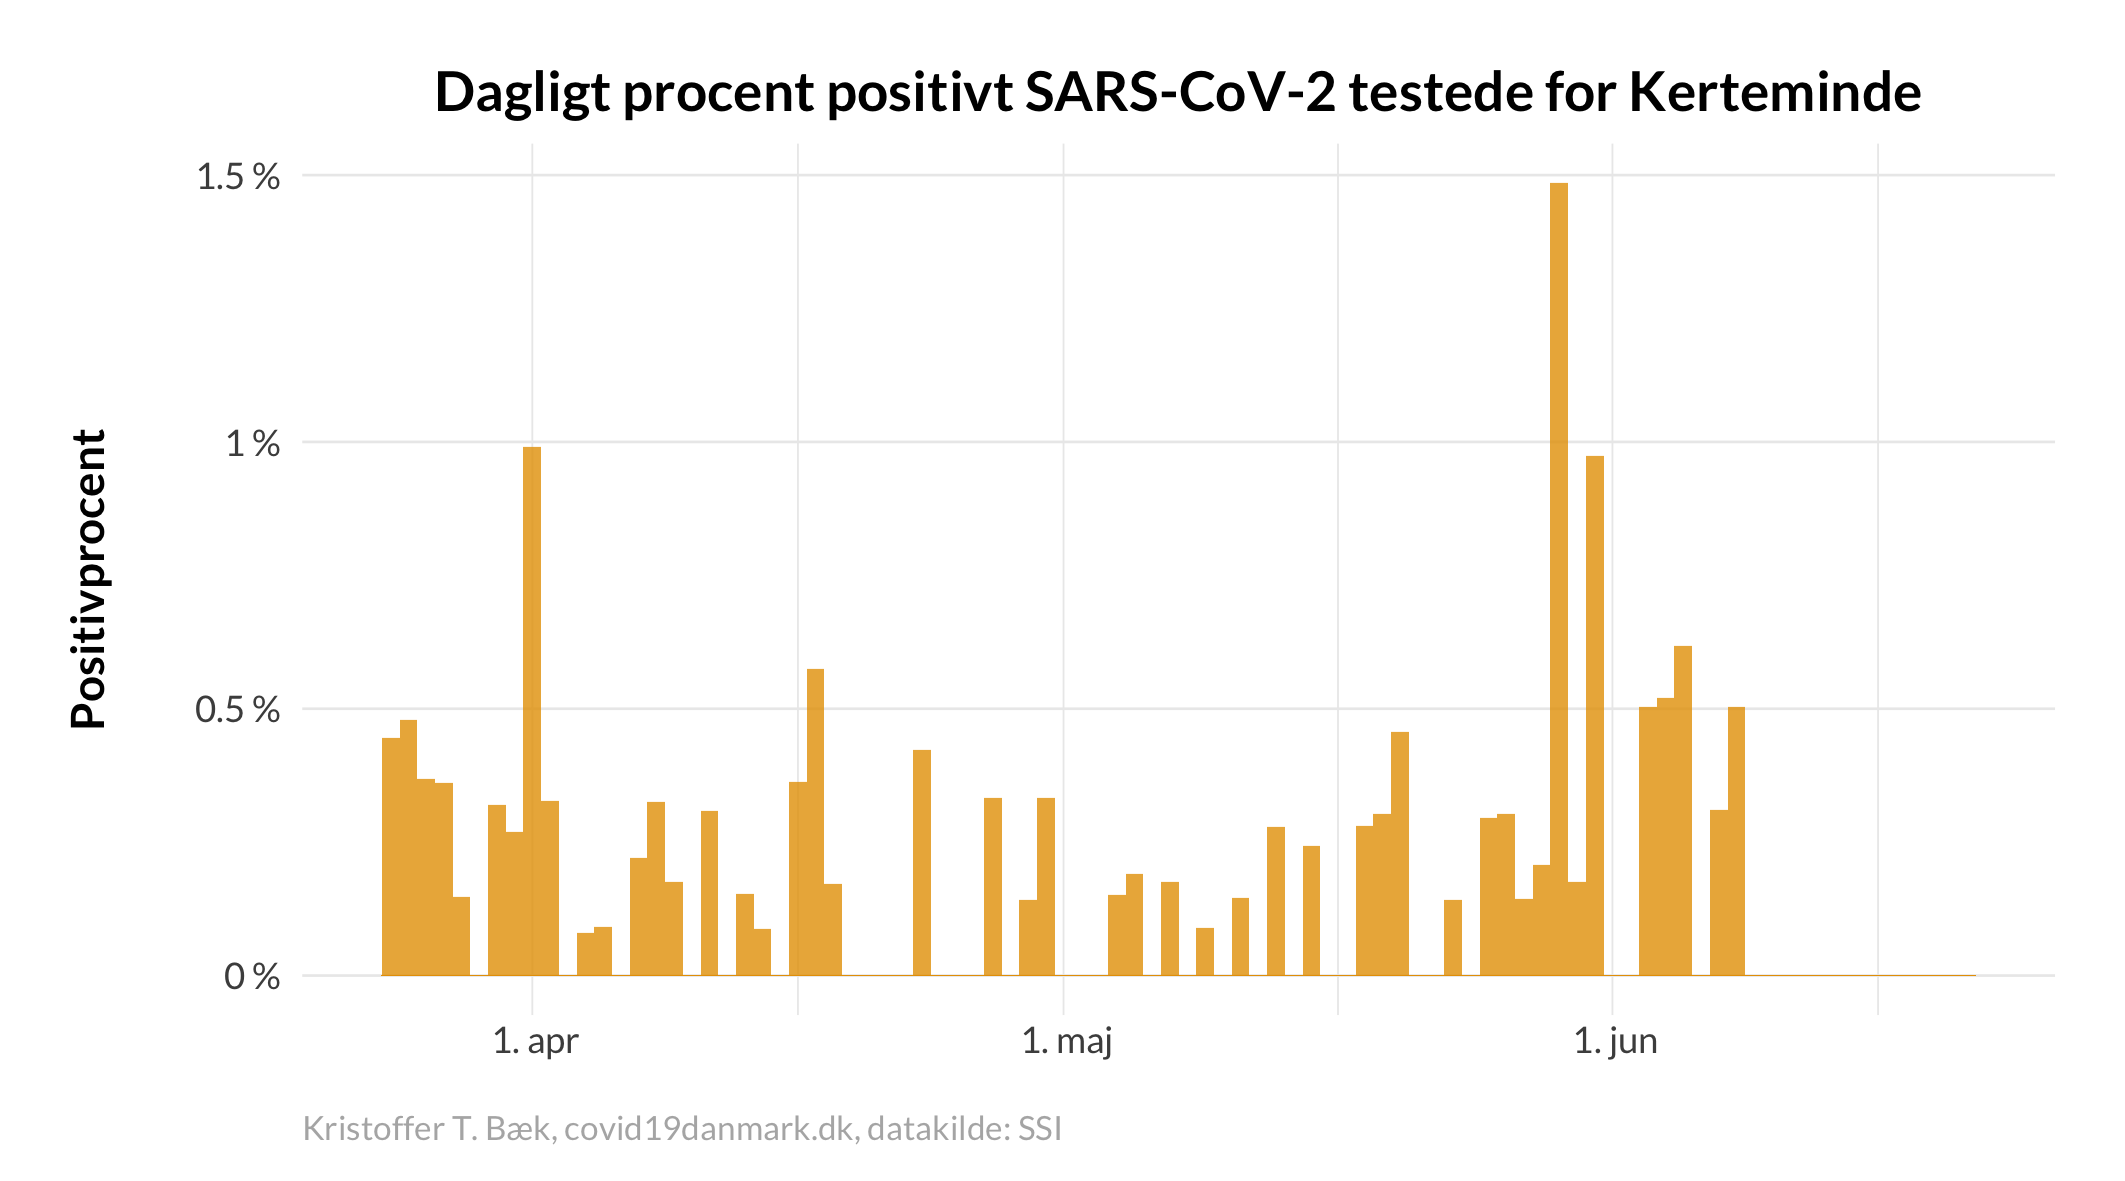 Dagligt procent positivt SARS-CoV-2 testede for Kerteminde
Positivprocent
1.5 %
1 %
0.5 %
0 %
1. apr
1. maj
1. jun
Kristoffer T. Bæk, covid19danmark.dk, datakilde: SSI